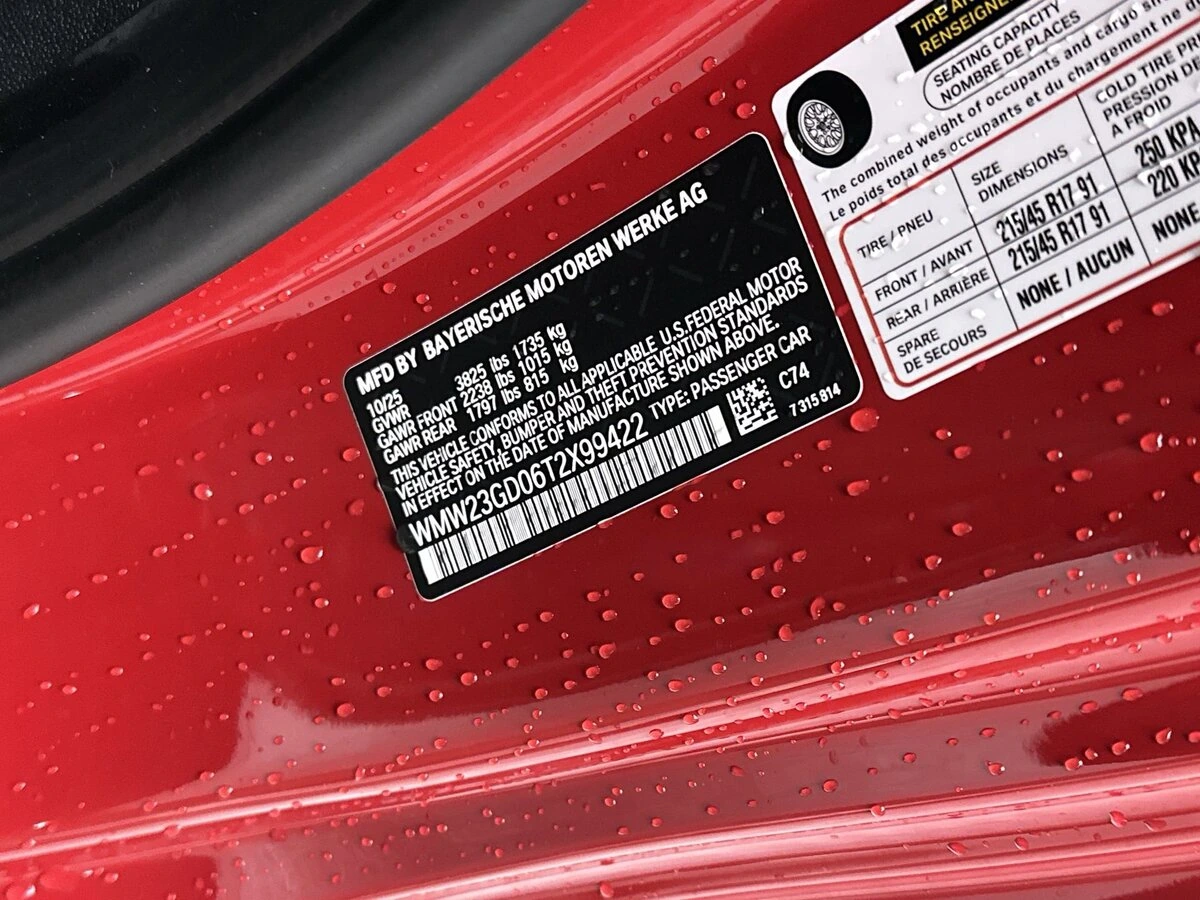 MFD BY BAYERISCHE MOTOREN WERKE AG
10/25
GVWR 3825 lbs 1735 kg
GAWR FRONT 2238 lbs 1015 kg
GAWR REAR 1797 lbs 815 kg
THIS VEHICLE CONFORMS TO ALL APPLICABLE U.S.FEDERAL MOTOR
VEHICLE SAFETY, BUMPER AND THEFT PREVENTION STANDARDS
IN EFFECT ON THE DATE OF MANUFACTURE SHOWN ABOVE.
WMW23GD06T2X99422 TYPE: PASSENGER CAR
C74
7 315 814
TIRE
SEATING CAPACITY
NOMBRE DE PLACES
The combined weight of occupants and cargo
Le poids total des occupants et du chargement ne
TIRE / PNEU
SIZE
DIMENSIONS
COLD TIRE
PRESSION
A FROID
FRONT / AVANT 215/45 R17 91 250 KPA
REAR / ARRIÈRE 215/45 R17 91 220
SPARE
DE SECOURS
NONE / AUCUN NONE